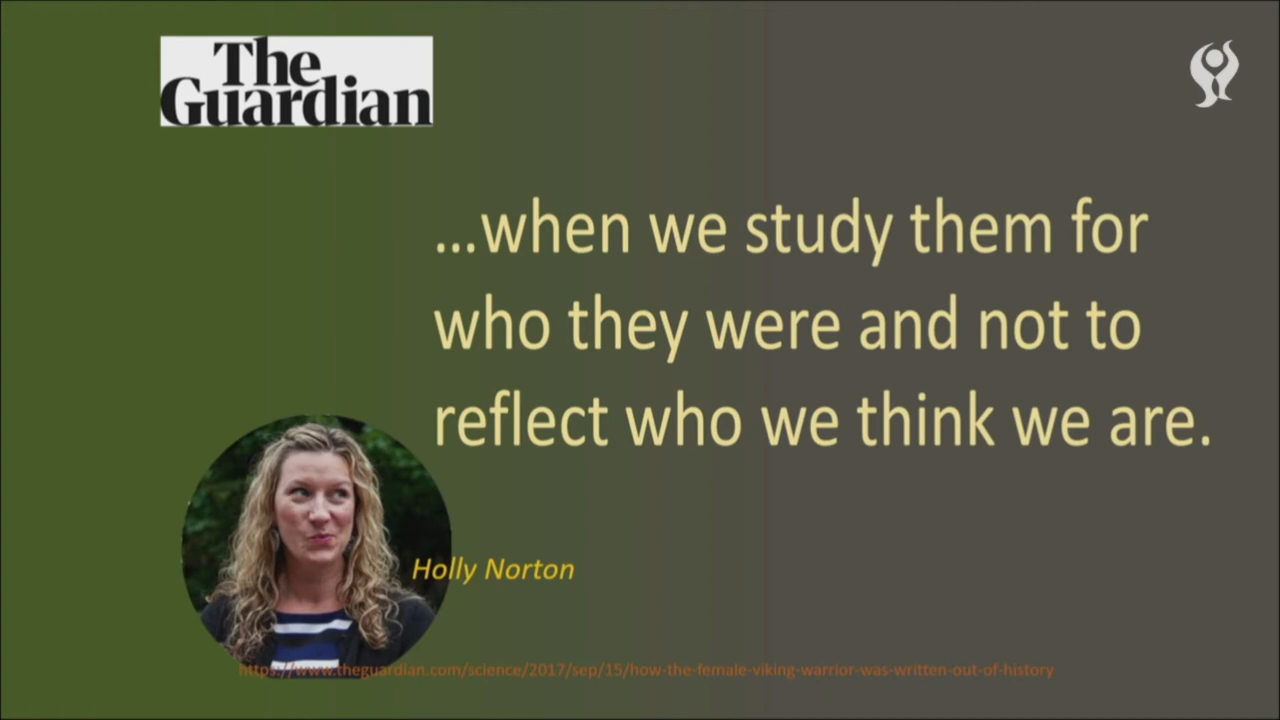 The
Guardian
...when we study them for
who they were and not to
reflect who we think we are.
Holly Norton
https://www.theguardian.com/science/2017/sep/15/how-the-female-viking-warrior-was-written-out-of-history